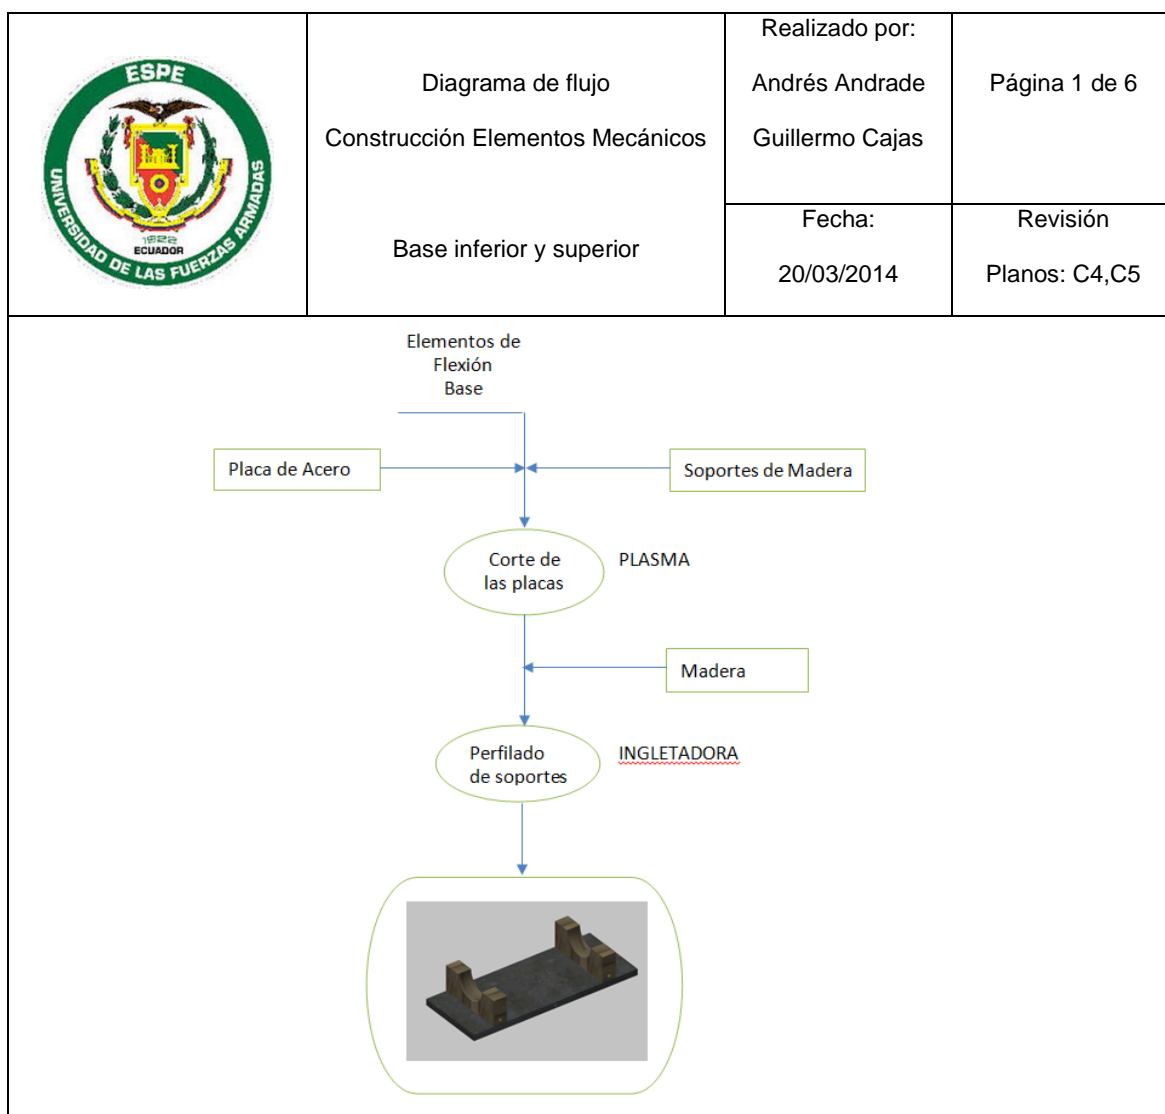 ESPE
UNIVERSIDAD DE LAS FUERZAS ARMADAS
1922
ECUADOR
Diagrama de flujo
Construcción Elementos Mecánicos
Base inferior y superior
Realizado por:
Andrés Andrade
Guillermo Cajas
Página 1 de 6
Fecha:
20/03/2014
Revisión
Planos: C4,C5
Elementos de
Flexión
Base
Placa de Acero
Soportes de Madera
Corte de
las placas
PLASMA
Madera
Perfilado
de soportes
INGLETADORA